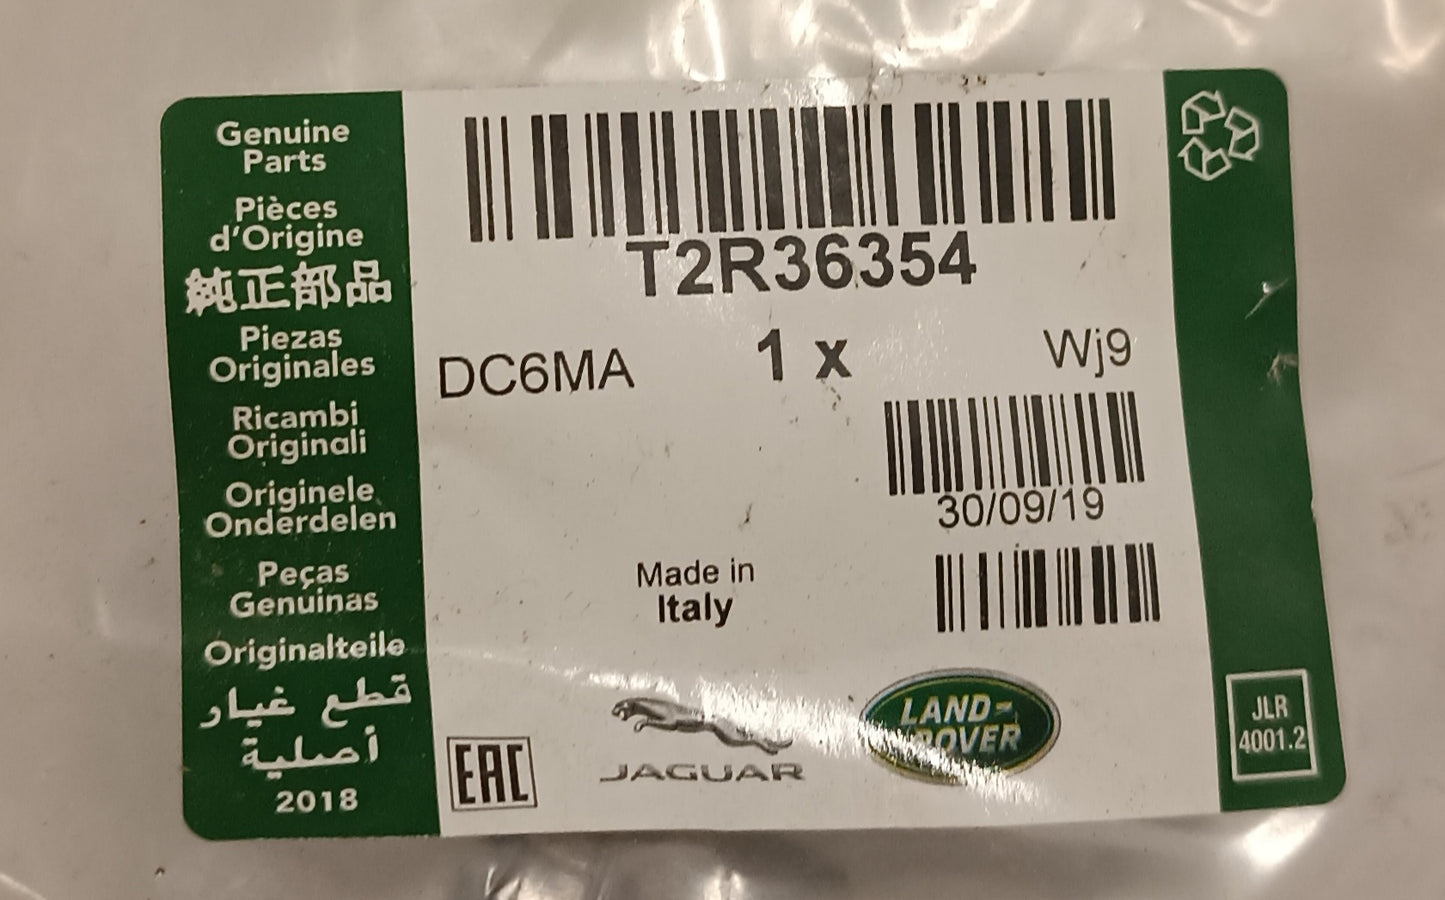 Genuine
Parts
Pièces
d'Origine
純正部品
Piezas
Originales
Ricambi
Originali
Originele
Onderdelen
Peças
Genuinas
Originalteile
قطع غيار
أصلية
2018
T2R36354
DC6MA
1 x
Wj9
30/09/19
Made in
Italy
EAC
JAGUAR
LAND-
ROVER
JLR
4001.2